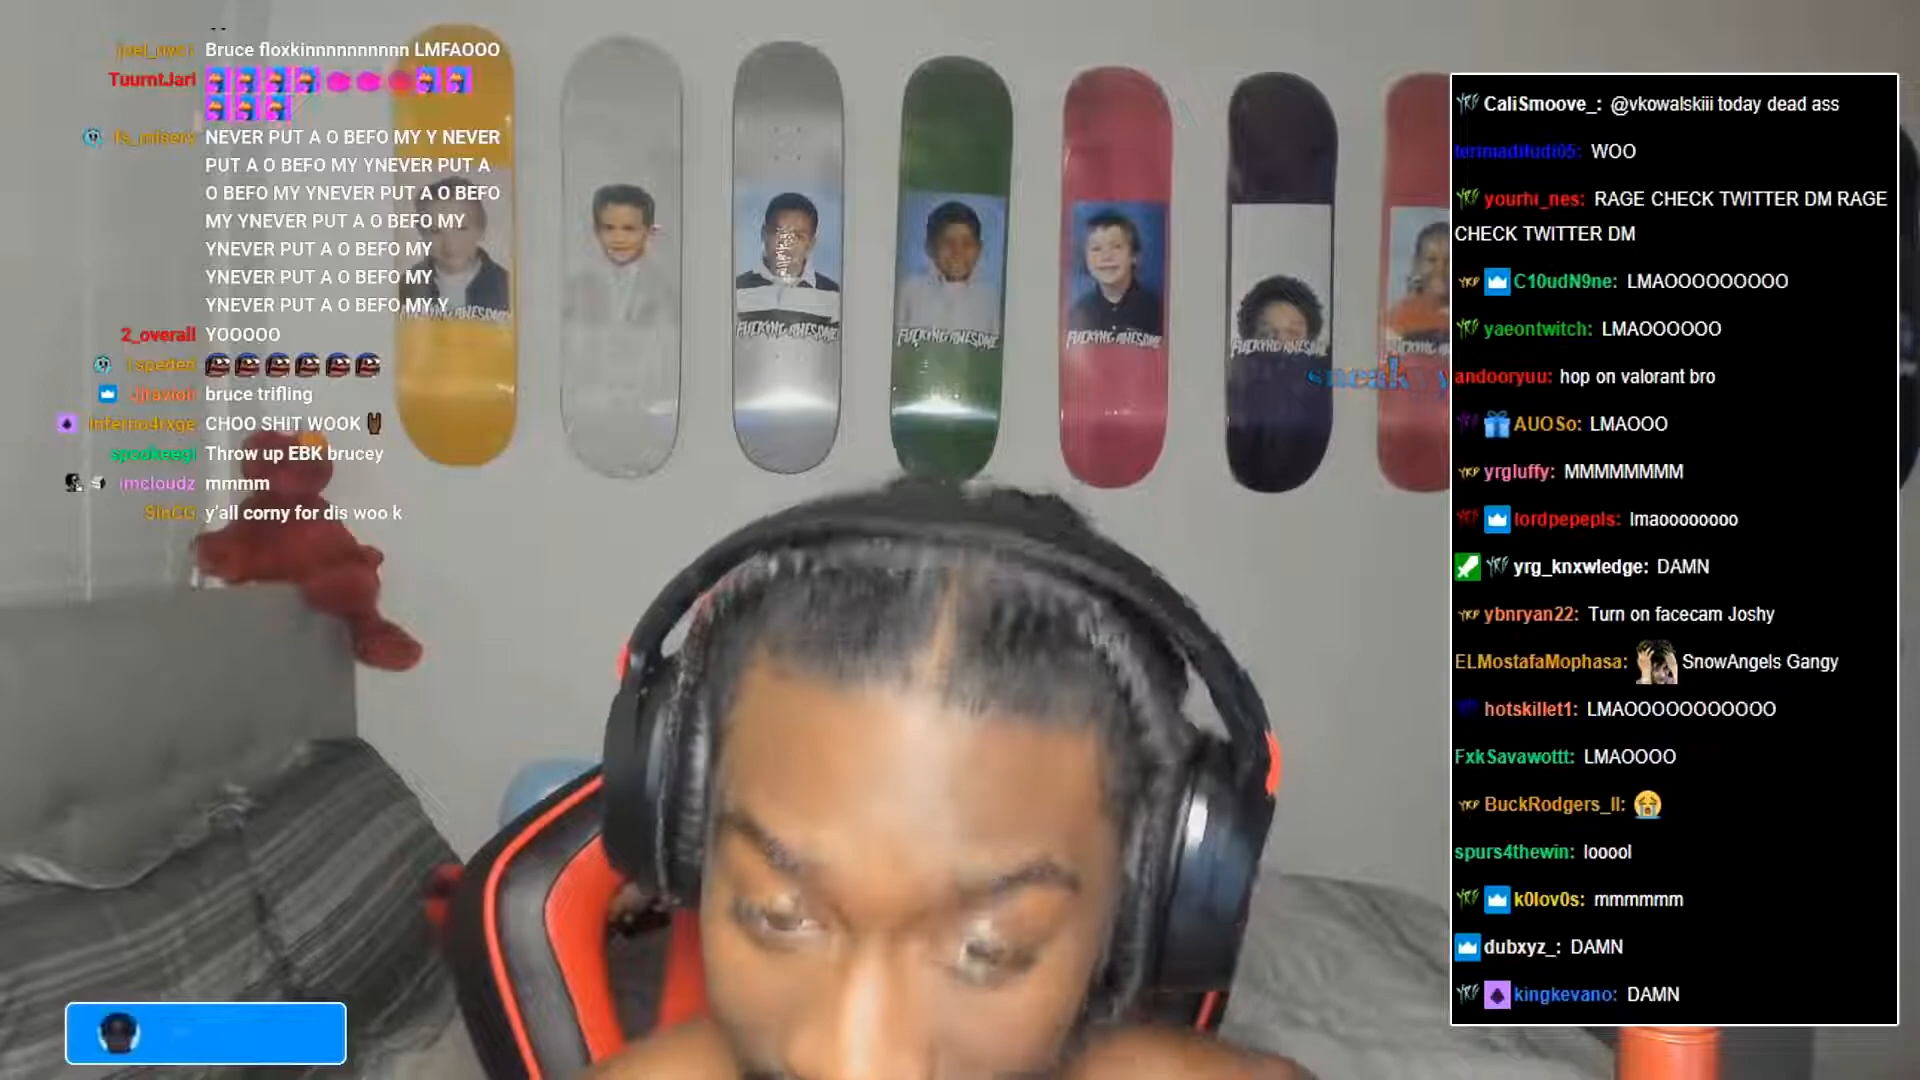 Bruce floxkinnnnnnnnnn LMFAOOO
TuurntJari
NEVER PUT A O BEFO MY Y NEVER
PUT A O BEFO MY YNEVER PUT A
O BEFO MY YNEVER PUT A O BEFO
MY YNEVER PUT A O BEFO MY
YNEVER PUT A O BEFO MY
YNEVER PUT A O BEFO MY
YNEVER PUT A O BEFO MY Y
2_overall YOOOOO
bruce trifling
CHOO SHIT WOOK
Throw up EBK brucey
imcloudz mmmm
SinCG y'all corny for dis woo k
FUCKING AWESOME
FUCKING AWESOME
FUCKING AWESOME
FUCKING AWESOME
sneaky
CaliSmoove_: @vkowalskiii today dead ass
WOO
yourhi_nes: RAGE CHECK TWITTER DM RAGE
CHECK TWITTER DM
C10udN9ne: LMAOOOOOOOOO
yaeontwitch: LMAOOOOOO
andooryuu: hop on valorant bro
AUOSo: LMAOOO
yrgluffy: MMMMMMMM
lordpepepls: lmaoooooooo
yrg_knxwledge: DAMN
ybnryan22: Turn on facecam Joshy
ELMostafaMophasa: SnowAngels Gangy
hotskillet1: LMAOOOOOOOOOOO
FxkSavawottt: LMAOOOO
BuckRodgers_II:
spurs4thewin: looool
k0lov0s: mmmmmm
dubxyz_: DAMN
kingkevano: DAMN